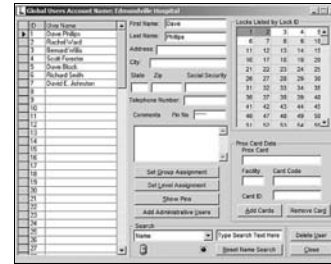 Global Users Account Name: Edmundville Hospital
ID User Name
1 Dave Phillips
2 Rachel Ward
3 Bernard Willis
4 Scott Forester
5 Dave Black
6 Richard Smith
7 David E. Johnston
8
9
10
11
12
13
14
15
16
17
18
19
20
21
22
23
24
25
26
27
First Name: Dave
Last Name: Phillips
Address:
City:
State Zip Social Security
Telephone Number:
Comments Pin No
Set Group Assignment
Set Level Assignment
Show Pins
Add Administrative Users
Search
Name
Type Search Text Here
Reset Name Search
Locks Listed by Lock ID
1 2 3 4 5
6 7 8 9 10
11 12 13 14 15
16 17 18 19 20
21 22 23 24 25
26 27 28 29 30
31 32 33 34 35
36 37 38 39 40
41 42 43 44 45
46 47 48 49 50
51 52 53 54 55
Prox Card Data
Prox Card
Facility: Card Code
Card ID:
Add Cards
Remove Card
Delete User
Close